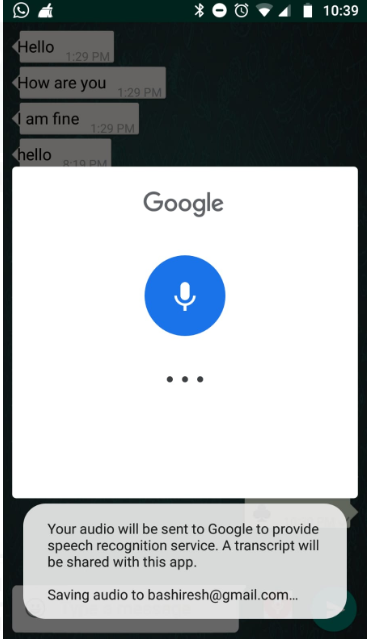 10:39
Hello
1:29 PM
How are you
1:29 PM
I am fine
1:29 PM
hello
8:19 PM
Google
Your audio will be sent to Google to provide
speech recognition service. A transcript will
be shared with this app.
Saving audio to bashiresh@gmail.com...